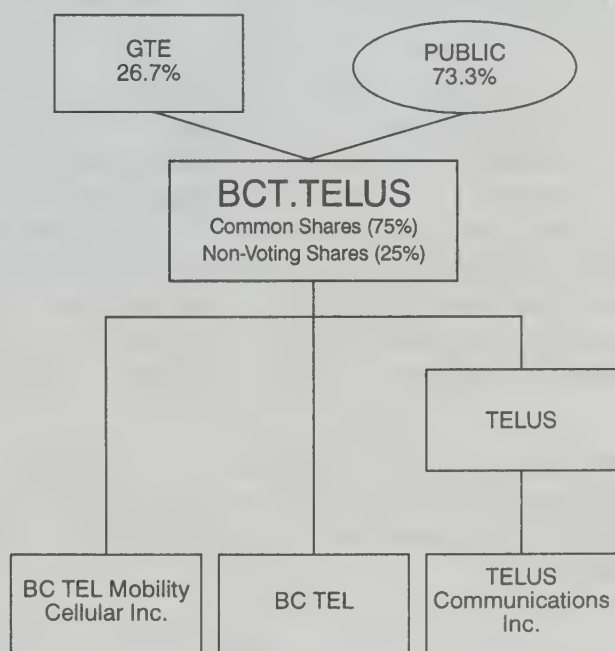 GTE
26.7%
PUBLIC
73.3%
BCT.TELUS
Common Shares (75%)
Non-Voting Shares (25%)
TELUS
BC TEL Mobility
Cellular Inc.
BC TEL
TELUS
Communications
Inc.